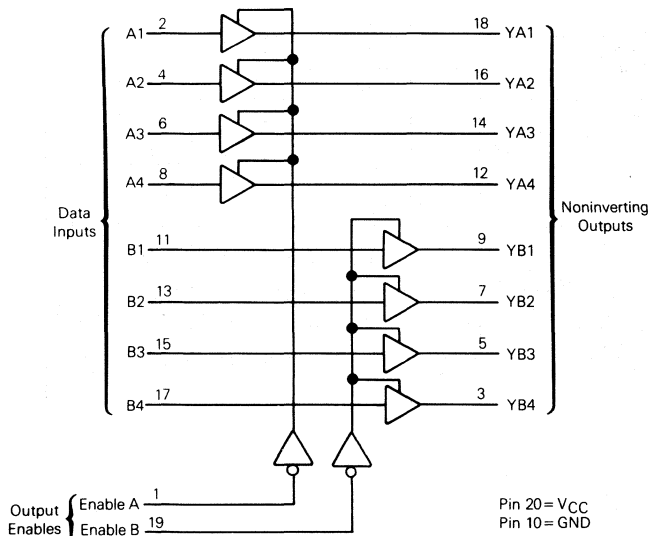 A1 2 18 YA1
A2 4 16 YA2
A3 6 14 YA3
A4 8 12 YA4
Data
Inputs
Noninverting
Outputs
B1 11 9 YB1
B2 13 7 YB2
B3 15 5 YB3
B4 17 3 YB4
Output
Enables
Enable A 1
Enable B 19
Pin 20 = VCC
Pin 10 = GND